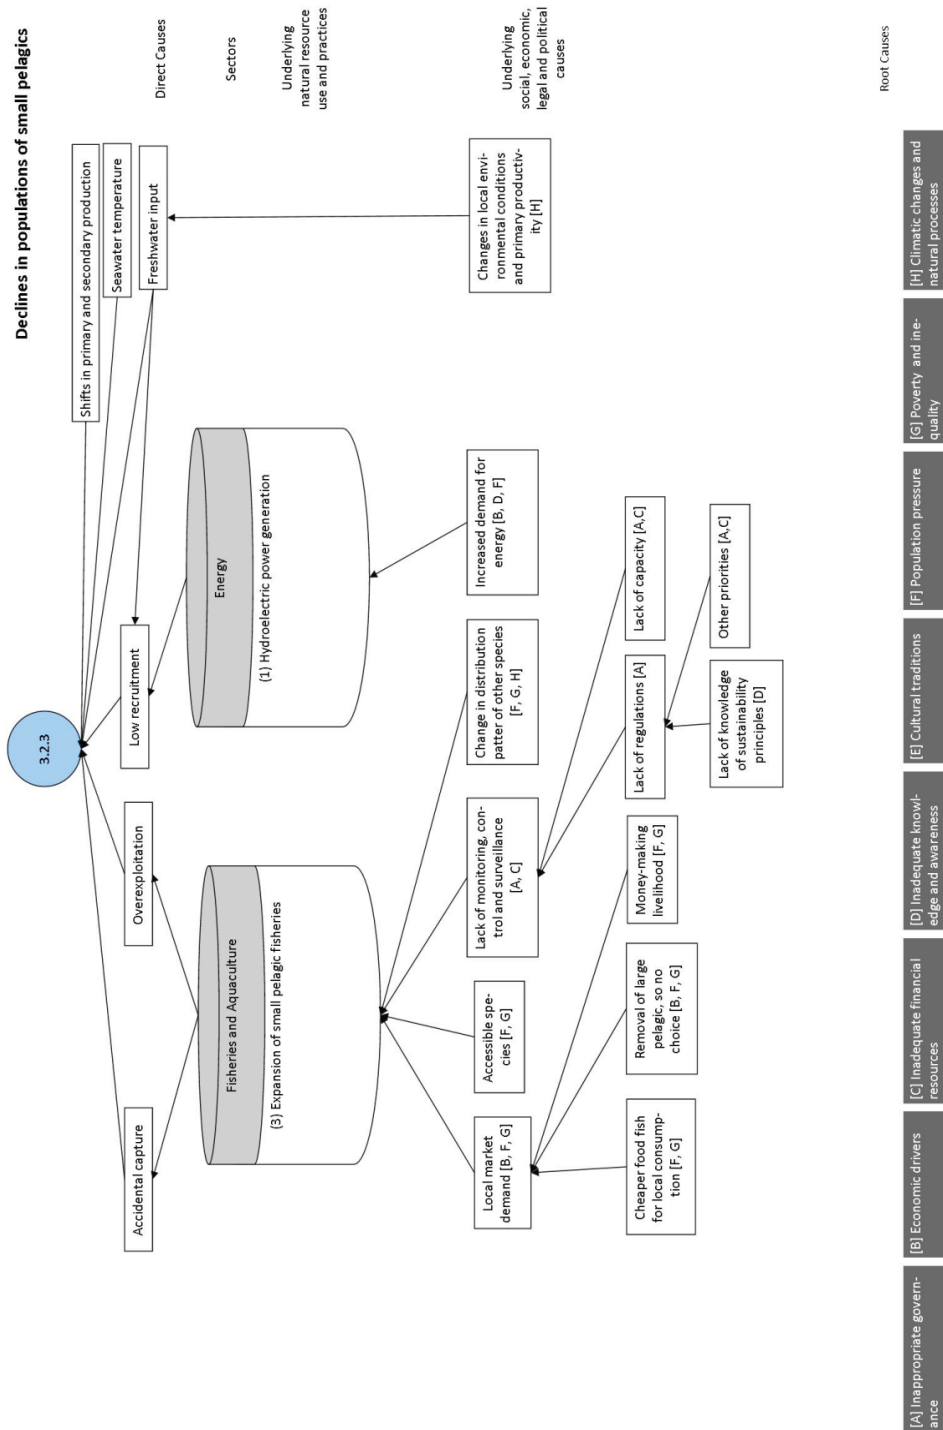 Declines in populations of small pelagics
3.2.3
Direct Causes
Sectors
Underlying
natural resource
use and practices
Underlying
social, economic,
legal and political
causes
Root Causes
Accidental capture
Overexploitation
Low recruitment
Shifts in primary and secondary production
Seawater temperature
Freshwater input
Fisheries and Aquaculture
(3) Expansion of small pelagic fisheries
Energy
(1) Hydroelectric power generation
Local market
demand [B, F, G]
Accessible spe-
cies [F, G]
Lack of monitoring, con-
trol and surveillance
[A, C]
Change in distribution
patter of other species
[F, G, H]
Increased demand for
energy [B, D, F]
Changes in local envi-
ronmental conditions
and primary productiv-
ity [H]
Cheaper food fish
for local consump-
tion [F, G]
Removal of large
pelagic, so no
choice [B, F, G]
Money-making
livelihood [F, G]
Lack of regulations [A]
Lack of capacity [A,C]
Lack of knowledge
of sustainability
principles [D]
Other priorities [A,C]
[A] Inappropriate govern-
ance
[B] Economic drivers
[C] Inadequate financial
resources
[D] Inadequate knowl-
edge and awareness
[E] Cultural traditions
[F] Population pressure
[G] Poverty and ine-
quality
[H] Climatic changes and
natural processes